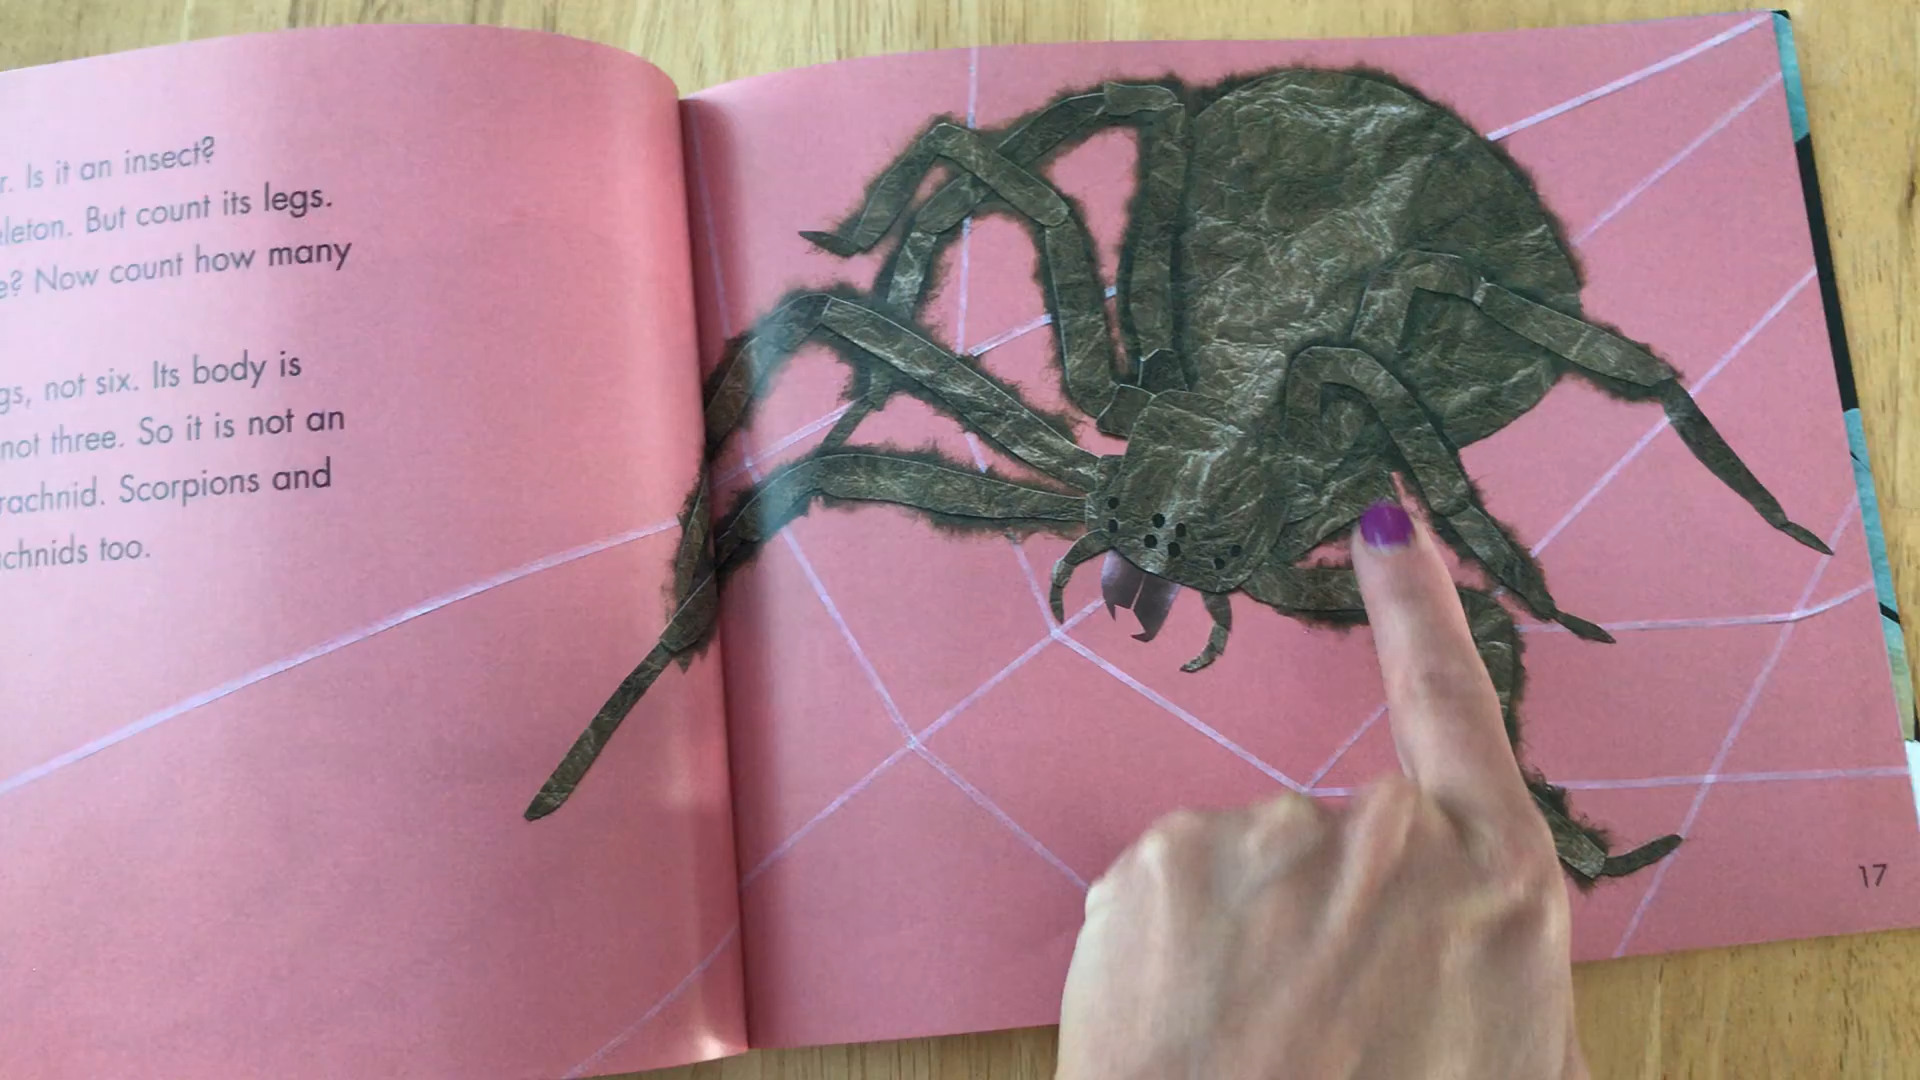 r. Is it an insect?
leton. But count its legs.
e? Now count how many
gs, not six. Its body is
not three. So it is not an
rachnid. Scorpions and
chnids too.
17